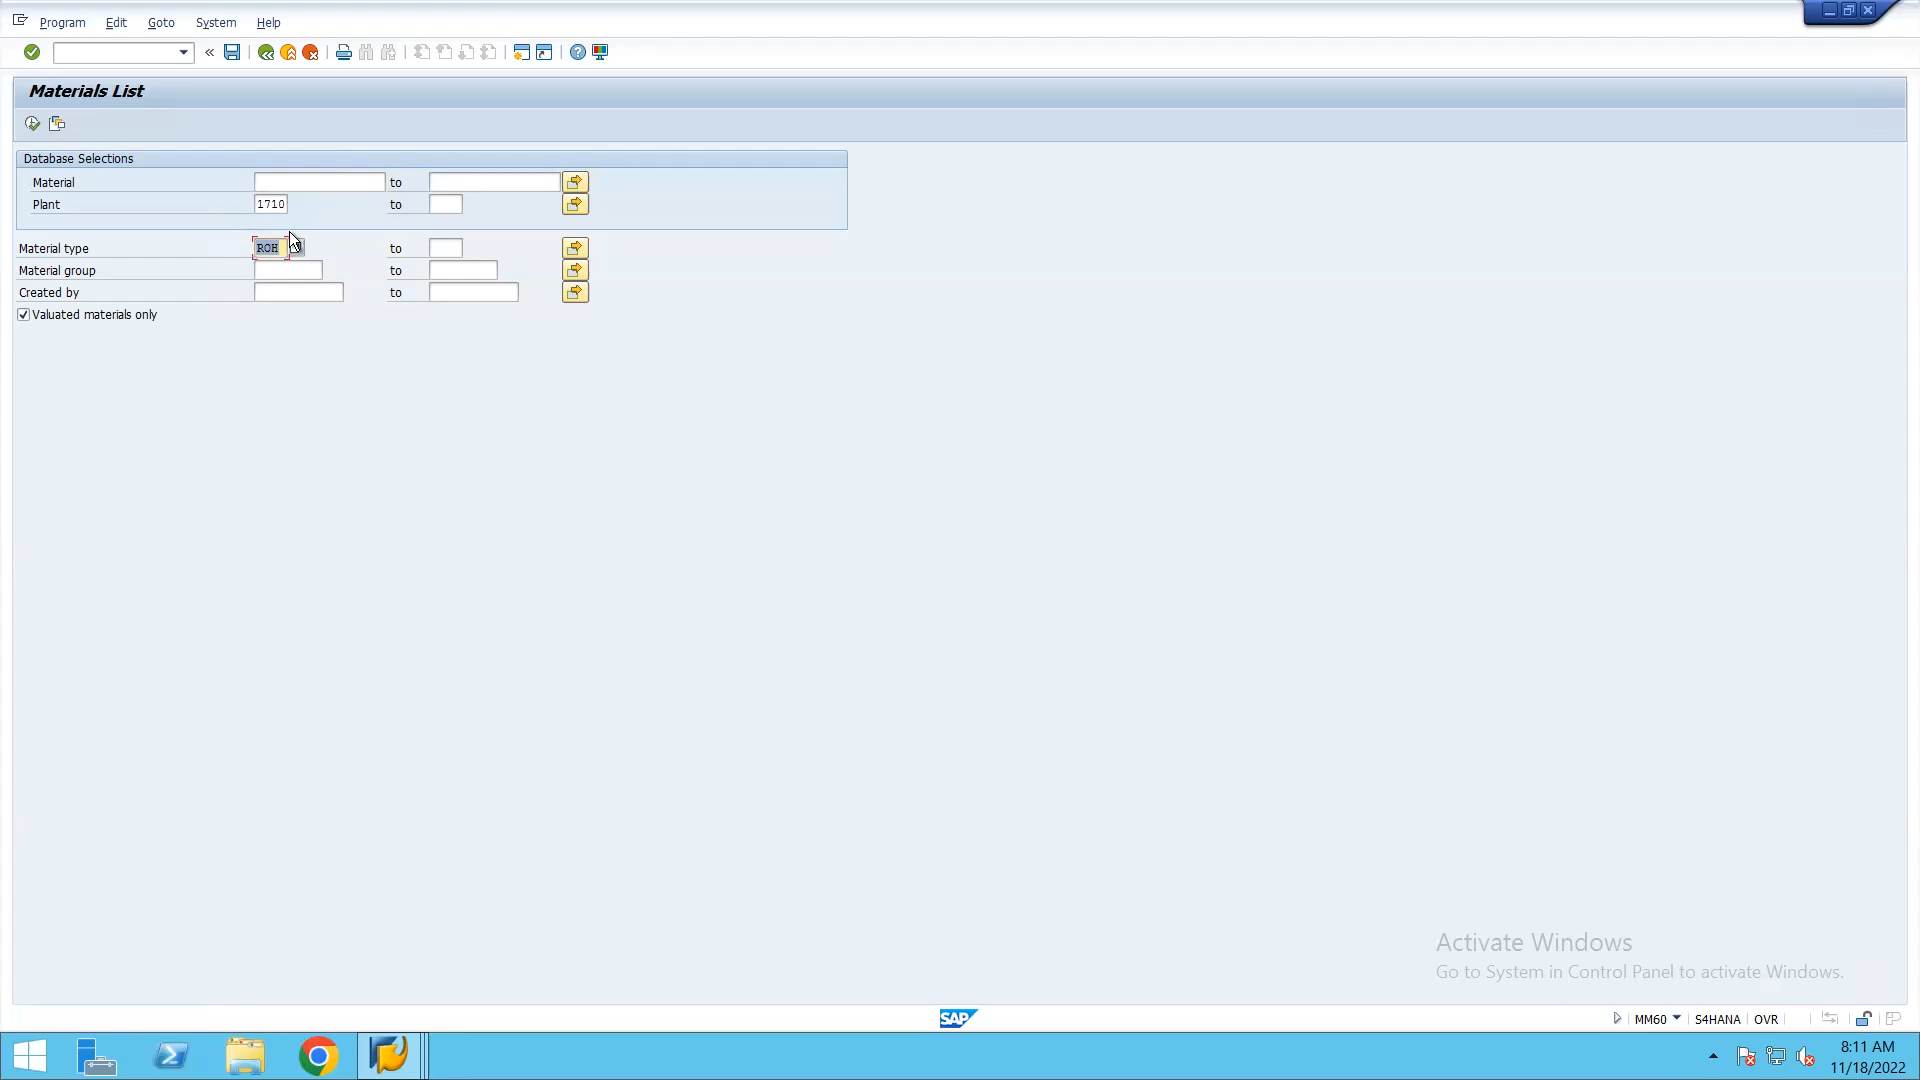 Program Edit Goto System Help
Materials List
Database Selections
Material to
Plant 1710 to
Material type ROH to
Material group to
Created by to
Valuated materials only
Activate Windows
Go to System in Control Panel to activate Windows.
SAP
MM60 S4HANA OVR
8:11 AM
11/18/2022